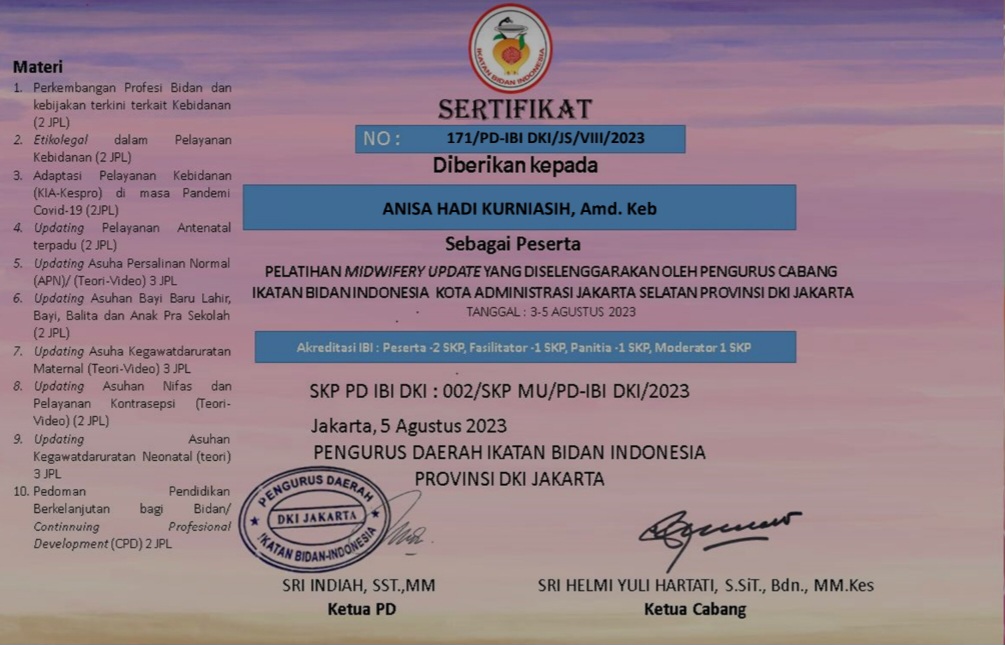 IKATAN BIDAN INDONESIA
SERTIFIKAT
NO : 171/PD-IBI DKI/JS/VIII/2023
Diberikan kepada
ANISA HADI KURNIASIH, Amd. Keb
Sebagai Peserta
PELATIHAN MIDWIFERY UPDATE YANG DISELENGGARAKAN OLEH PENGURUS CABANG
IKATAN BIDAN INDONESIA KOTA ADMINISTRASI JAKARTA SELATAN PROVINSI DKI JAKARTA
TANGGAL : 3-5 AGUSTUS 2023
Akreditasi IBI : Peserta -2 SKP, Fasilitator -1 SKP, Panitia -1 SKP, Moderator 1 SKP
SKP PD IBI DKI : 002/SKP MU/PD-IBI DKI/2023
Jakarta, 5 Agustus 2023
PENGURUS DAERAH IKATAN BIDAN INDONESIA
PROVINSI DKI JAKARTA
PENGURUS DAERAH
DKI JAKARTA
IKATAN BIDAN-INDONESIA
SRI INDIAH, SST.,MM
Ketua PD
SRI HELMI YULI HARTATI, S.SiT., Bdn., MM.Kes
Ketua Cabang
Materi
1. Perkembangan Profesi Bidan dan
kebijakan terkini terkait Kebidanan
(2 JPL)
2. Etikolegal dalam Pelayanan
Kebidanan (2 JPL)
3. Adaptasi Pelayanan Kebidanan
(KIA-Kespro) di masa Pandemi
Covid-19 (2JPL)
4. Updating Pelayanan Antenatal
terpadu (2 JPL)
5. Updating Asuha Persalinan Normal
(APN)/ (Teori-Video) 3 JPL
6. Updating Asuhan Bayi Baru Lahir,
Bayi, Balita dan Anak Pra Sekolah
(2 JPL)
7. Updating Asuha Kegawatdaruratan
Maternal (Teori-Video) 3 JPL
8. Updating Asuhan Nifas dan
Pelayanan Kontrasepsi (Teori-
Video) (2 JPL)
9. Updating Asuhan
Kegawatdaruratan Neonatal (teori)
3 JPL
10. Pedoman Pendidikan
Berkelanjutan bagi Bidan/
Continnuing Profesional
Development (CPD) 2 JPL